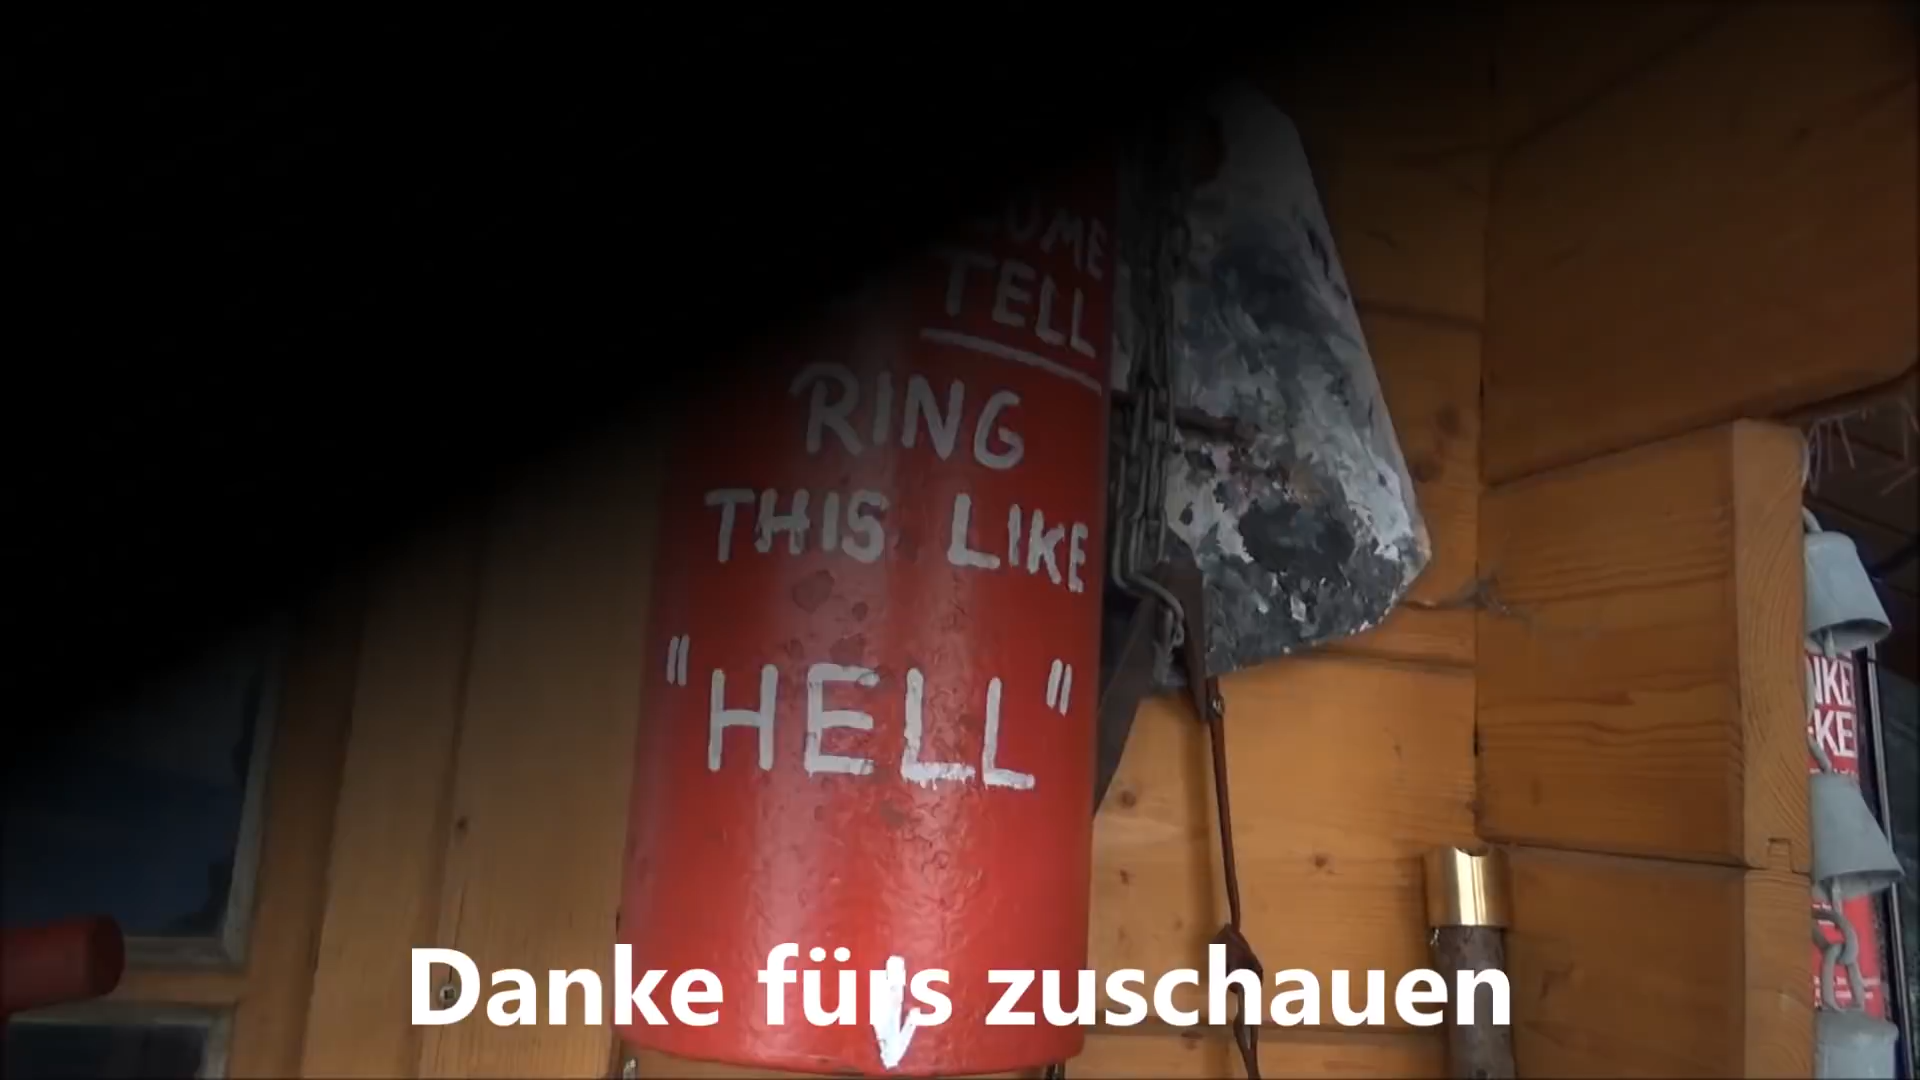 TELL
RING
THIS LIKE
"HELL"
Danke fürs zuschauen